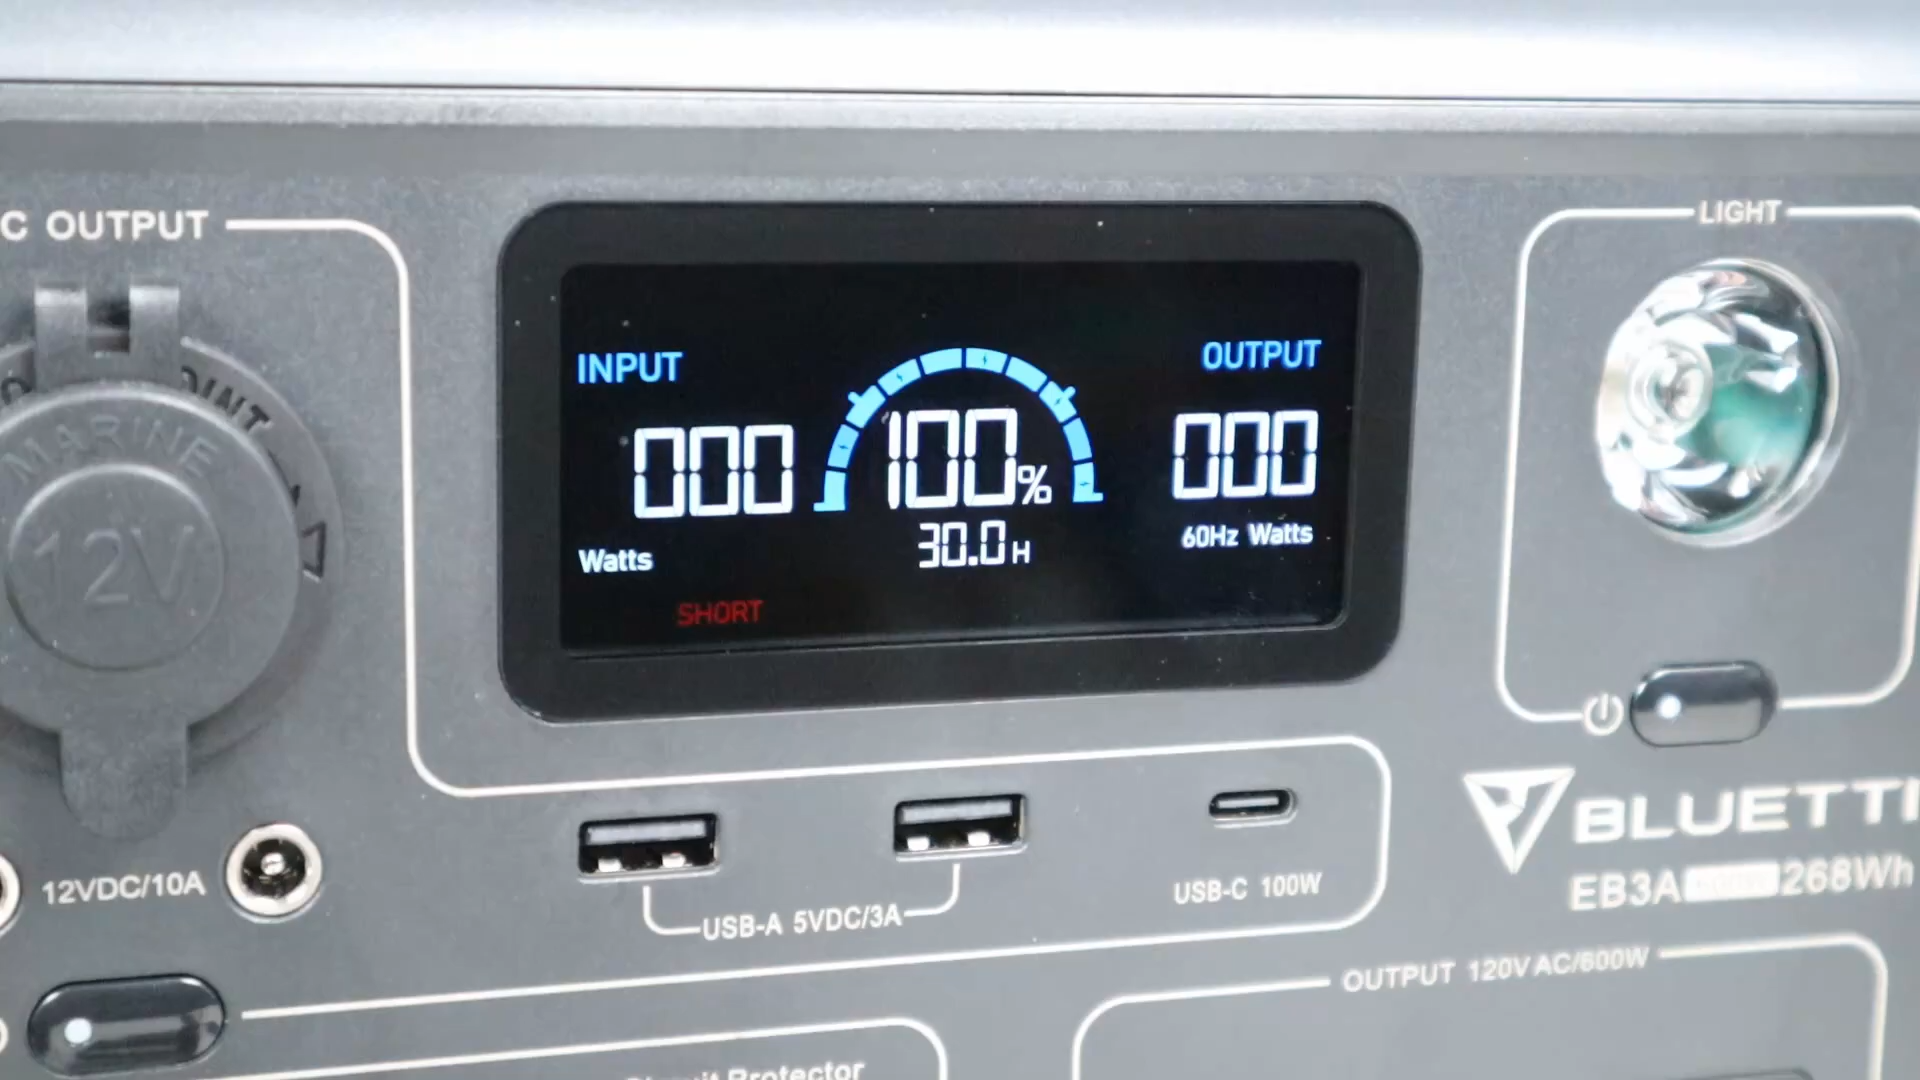 C OUTPUT
LIGHT
INPUT
OUTPUT
000
100%
000
30.0H
Watts
60Hz Watts
SHORT
MARINE
12V
BLUETTI
EB3A 600W 268Wh
12VDC/10A
USB-A 5VDC/3A
USB-C 100W
OUTPUT 120V AC/600W
Circuit Protector